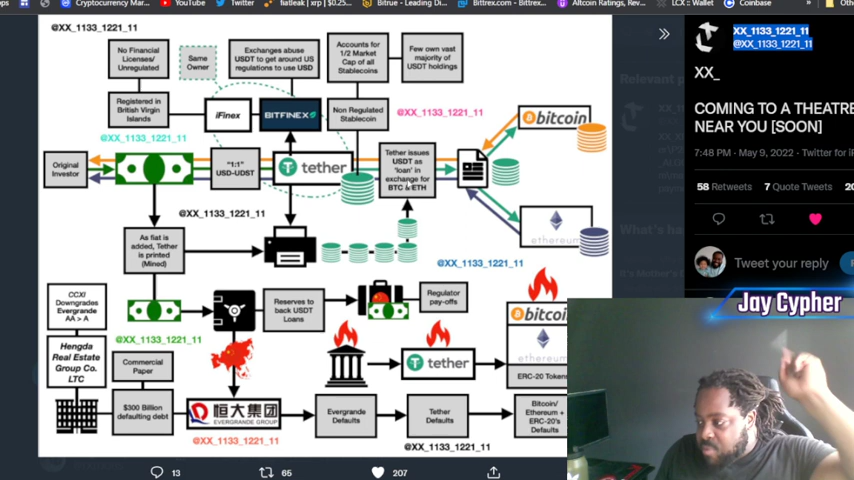 Cryptocurrency Mar...
YouTube
Twitter
fiatleak | xrp | $0.25...
Bitrue - Leading Di...
Bittrex.com - Bittrex...
Altcoin Ratings, Rev...
LCX :: Wallet
Coinbase
»
@XX_1133_1221_11
No Financial
Licenses/
Unregulated
Same
Owner
Exchanges abuse
USDT to get around US
regulations to use USD
Accounts for
1/2 Market
Cap of all
Stablecoins
Few own vast
majority of
USDT holdings
Registered in
British Virgin
Islands
iFinex
BITFINEX
Non Regulated
Stablecoin
@XX_1133_1221_11
bitcoin
@XX_1133_1221_11
Original
Investor
"1:1"
USD-UDST
tether
Tether issues
USDT as
'loan' in
exchange for
BTC & ETH
ethereum
@XX_1133_1221_11
As fiat is
added, Tether
is printed
(Mined)
@XX_1133_1221_11
CCXI
Downgrades
Evergrande
AA > A
Reserves to
back USDT
Loans
Regulator
pay-offs
bitcoin
ethereum
ERC-20 Tokens
@XX_1133_1221_11
Hengda
Real Estate
Group Co.
LTC
Commercial
Paper
tether
$300 Billion
defaulting debt
恒大集团
EVERGRANDE GROUP
Evergrande
Defaults
Tether
Defaults
Bitcoin/
Ethereum +
ERC-20's
Defaults
@XX_1133_1221_11
@XX_1133_1221_11
13
65
207
XX_1133_1221_11
@XX_1133_1221_11
XX_
COMING TO A THEATRE
NEAR YOU [SOON]
7:48 PM · May 9, 2022 · Twitter for iP
58 Retweets
7 Quote Tweets
20
Tweet your reply
Jay Cypher